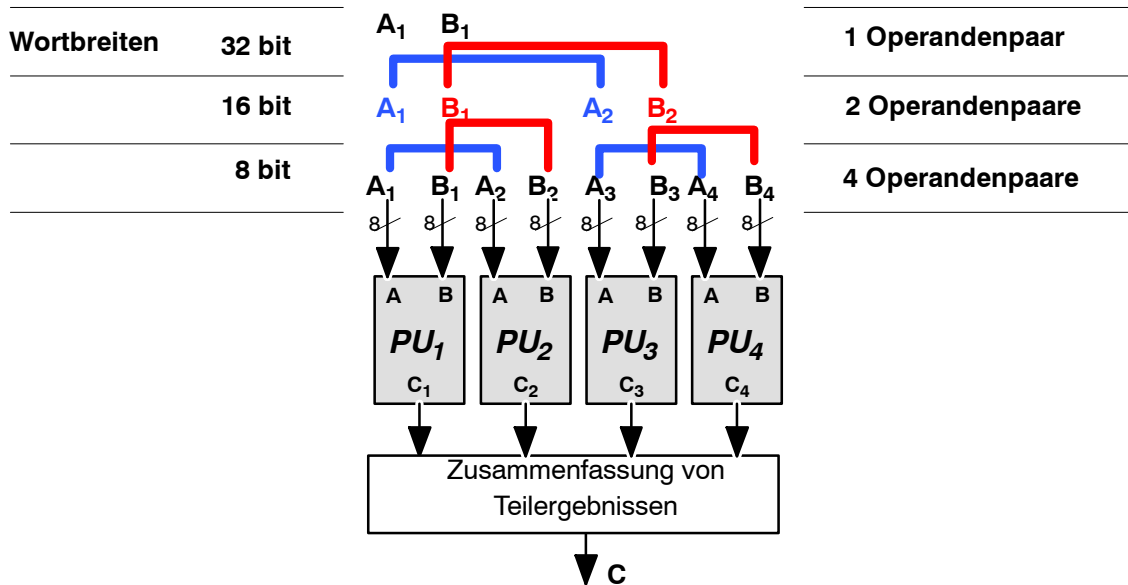 Wortbreiten 32 bit A₁ B₁ 1 Operandenpaar
16 bit A₁ B₁ A₂ B₂ 2 Operandenpaare
8 bit A₁ B₁ A₂ B₂ A₃ B₃ A₄ B₄ 4 Operandenpaare
8 8 8 8 8 8 8 8
A B A B A B A B
PU₁ PU₂ PU₃ PU₄
C₁ C₂ C₃ C₄
Zusammenfassung von
Teilergebnissen
C